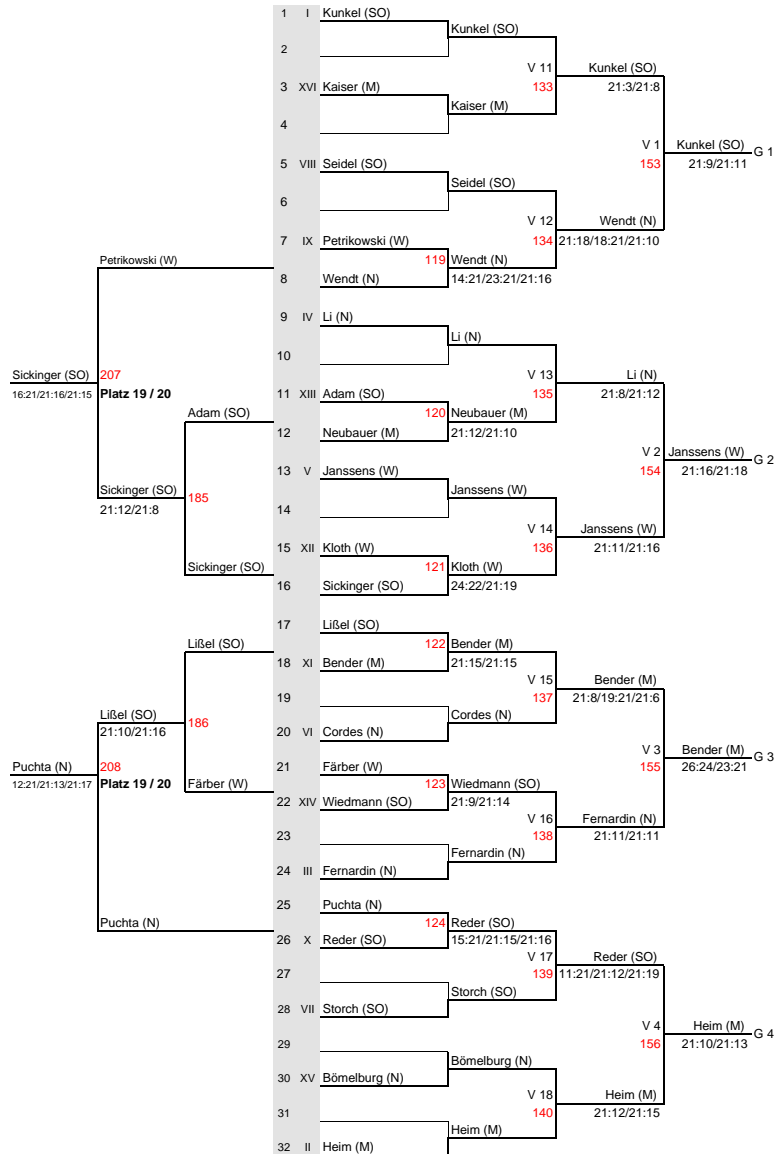 1 I Kunkel (SO)
Kunkel (SO)
2
V 11 Kunkel (SO)
3 XVI Kaiser (M) 133 21:3/21:8
Kaiser (M)
4
V 1 Kunkel (SO) G 1
5 VIII Seidel (SO) 153 21:9/21:11
Seidel (SO)
6
V 12 Wendt (N)
7 IX Petrikowski (W) 134 21:18/18:21/21:10
Petrikowski (W) 119 Wendt (N)
8 Wendt (N) 14:21/23:21/21:16
9 IV Li (N)
Li (N)
10
Sickinger (SO) 207 V 13 Li (N)
16:21/21:16/21:15 Platz 19 / 20 11 XIII Adam (SO) 135 21:8/21:12
Adam (SO) 120 Neubauer (M)
12 Neubauer (M) 21:12/21:10
V 2 Janssens (W) G 2
13 V Janssens (W) 154 21:16/21:18
Sickinger (SO) 185 Janssens (W)
21:12/21:8 14
V 14 Janssens (W)
15 XII Kloth (W) 136 21:11/21:16
Sickinger (SO) 121 Kloth (W)
16 Sickinger (SO) 24:22/21:19
17 Lißel (SO)
Lißel (SO) 122 Bender (M)
18 XI Bender (M) 21:15/21:15
V 15 Bender (M)
19 137 21:8/19:21/21:6
Lißel (SO) 186 Cordes (N)
21:10/21:16 20 VI Cordes (N)
V 3 Bender (M) G 3
Puchta (N) 208 21 Färber (W) 155 26:24/23:21
12:21/21:13/21:17 Platz 19 / 20 Färber (W) 123 Wiedmann (SO)
22 XIV Wiedmann (SO) 21:9/21:14
V 16 Fernardin (N)
23 138 21:11/21:11
Fernardin (N)
24 III Fernardin (N)
25 Puchta (N)
Puchta (N) 124 Reder (SO)
26 X Reder (SO) 15:21/21:15/21:16
V 17 Reder (SO)
27 139 11:21/21:12/21:19
Storch (SO)
28 VII Storch (SO)
V 4 Heim (M) G 4
29 156 21:10/21:13
Bömelburg (N)
30 XV Bömelburg (N)
V 18 Heim (M)
31 140 21:12/21:15
Heim (M)
32 II Heim (M)